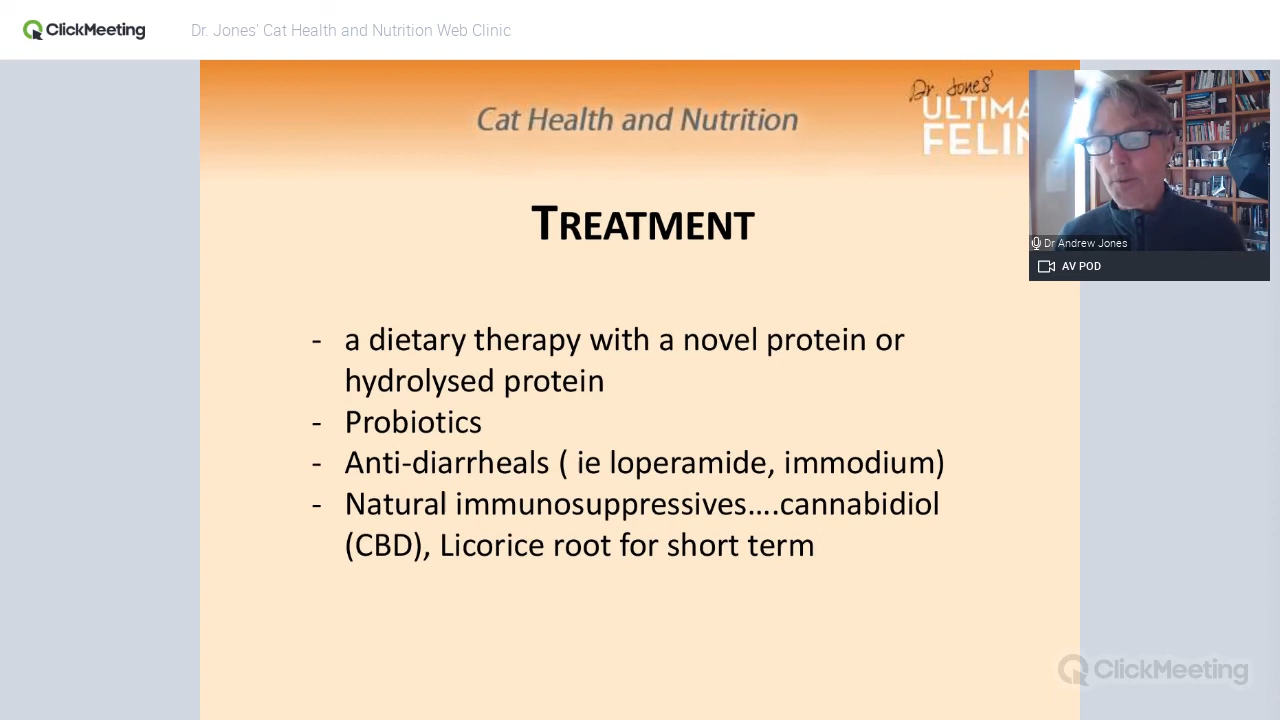 ClickMeeting
Dr. Jones' Cat Health and Nutrition Web Clinic
Cat Health and Nutrition
Dr. Jones'
ULTIMA
FELIN
Dr Andrew Jones
AV POD
TREATMENT
- a dietary therapy with a novel protein or
hydrolysed protein
- Probiotics
- Anti-diarrheals ( ie loperamide, immodium)
- Natural immunosuppressives....cannabidiol
(CBD), Licorice root for short term
ClickMeeting